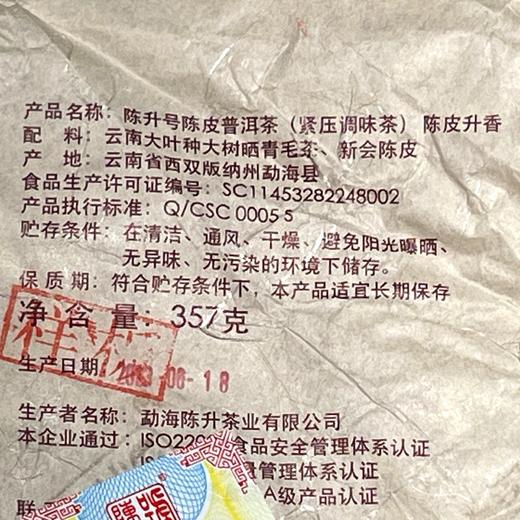 产品名称：陈升号陈皮普洱茶（紧压调味茶）陈皮升香
配　料：云南大叶种大树晒青毛茶、新会陈皮
产　地：云南省西双版纳州勐海县
食品生产许可证编号：SC11453282248002
产品执行标准：Q/CSC 0005 S
贮存条件：在清洁、通风、干燥、避免阳光曝晒、
无异味、无污染的环境下储存。
保质期：符合贮存条件下，本产品适宜长期保存
净含量：357克
生产日期：
生产者名称：勐海陈升茶业有限公司
本企业通过：ISO22 食品安全管理体系认证
管理体系认证
A级产品认证
联